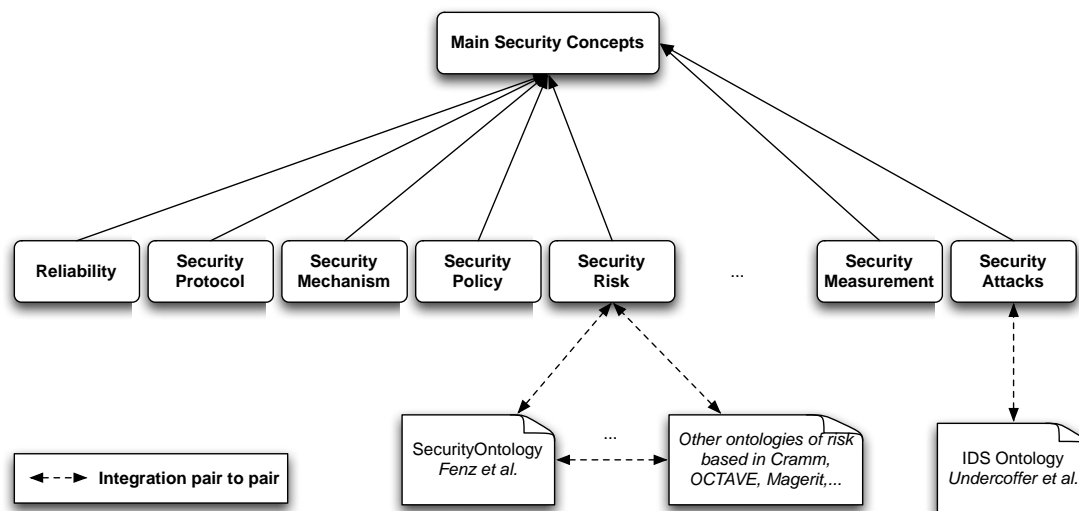 Main Security Concepts
Reliability
Security
Protocol
Security
Mechanism
Security
Policy
Security
Risk
...
Security
Measurement
Security
Attacks
SecurityOntology
Fenz et al.
...
Other ontologies of risk
based in Cramm,
OCTAVE, Magerit,...
IDS Ontology
Undercoffer et al.
Integration pair to pair